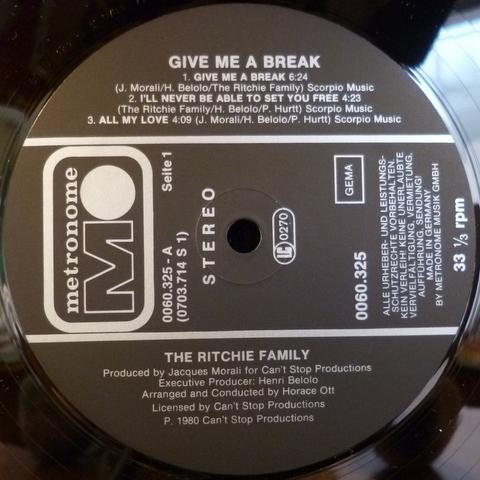 GIVE ME A BREAK
1. GIVE ME A BREAK 6:24
(J. Morali/H. Belolo/The Ritchie Family) Scorpio Music
2. I'LL NEVER BE ABLE TO SET YOU FREE 4:23
(The Ritchie Family/H. Belolo/P. Hurtt) Scorpio Music
3. ALL MY LOVE 4:09 (J. Morali/H. Belolo/P. Hurtt) Scorpio Music
metronome
MO
Seite 1
0060.325 - A
(0703.714 S 1)
STEREO
LC 0270
GEMA
0060.325
ALLE URHEBER- UND LEISTUNGS-
SCHUTZRECHTE VORBEHALTEN.
KEIN VERLEIH! KEINE UNERLAUBTE
VERVIELFÄLTIGUNG, VERMIETUNG,
AUFFÜHRUNG, SENDUNG!
MADE IN GERMANY
BY METRONOME MUSIK GMBH
33 1/3 rpm
THE RITCHIE FAMILY
Produced by Jacques Morali for Can't Stop Productions
Executive Producer: Henri Belolo
Arranged and Conducted by Horace Ott
Licensed by Can't Stop Productions
P. 1980 Can't Stop Productions